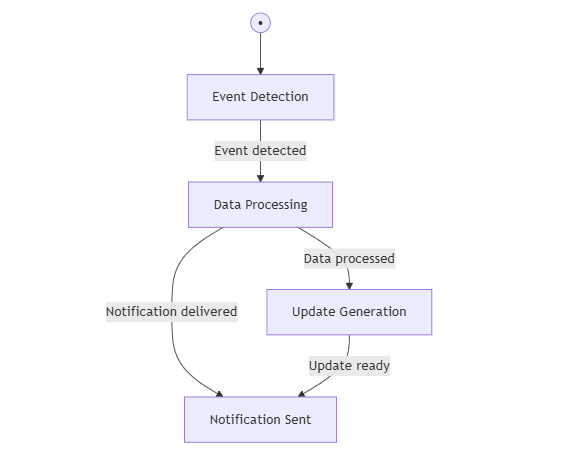 Event Detection
Event detected
Data Processing
Data processed
Update Generation
Notification delivered
Update ready
Notification Sent